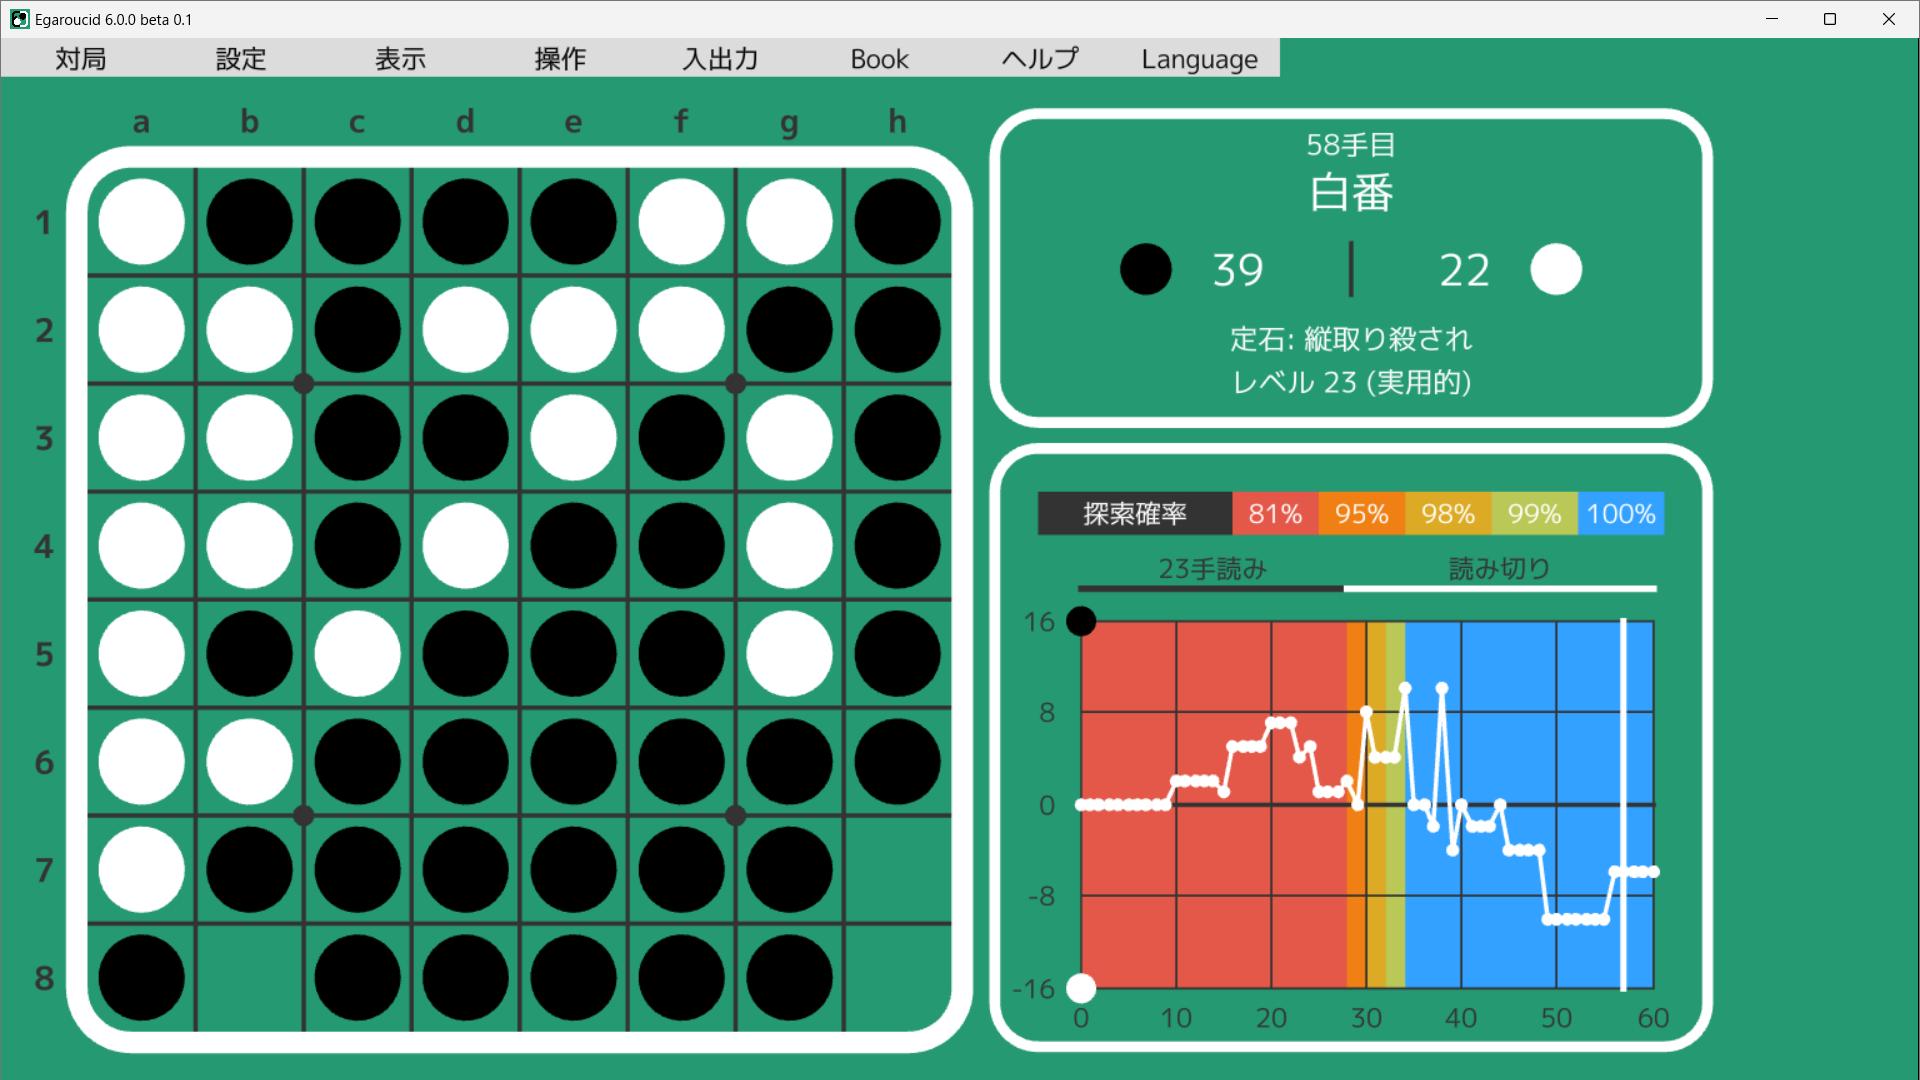 Egaroucid 6.0.0 beta 0.1
対局 設定 表示 操作 入出力 Book ヘルプ Language
a b c d e f g h
1
2
3
4
5
6
7
8
58手目
白番
39 22
定石: 縦取り殺され
レベル 23 (実用的)
探索確率 81% 95% 98% 99% 100%
23手読み 読み切り
16
8
0
-8
-16
0 10 20 30 40 50 60